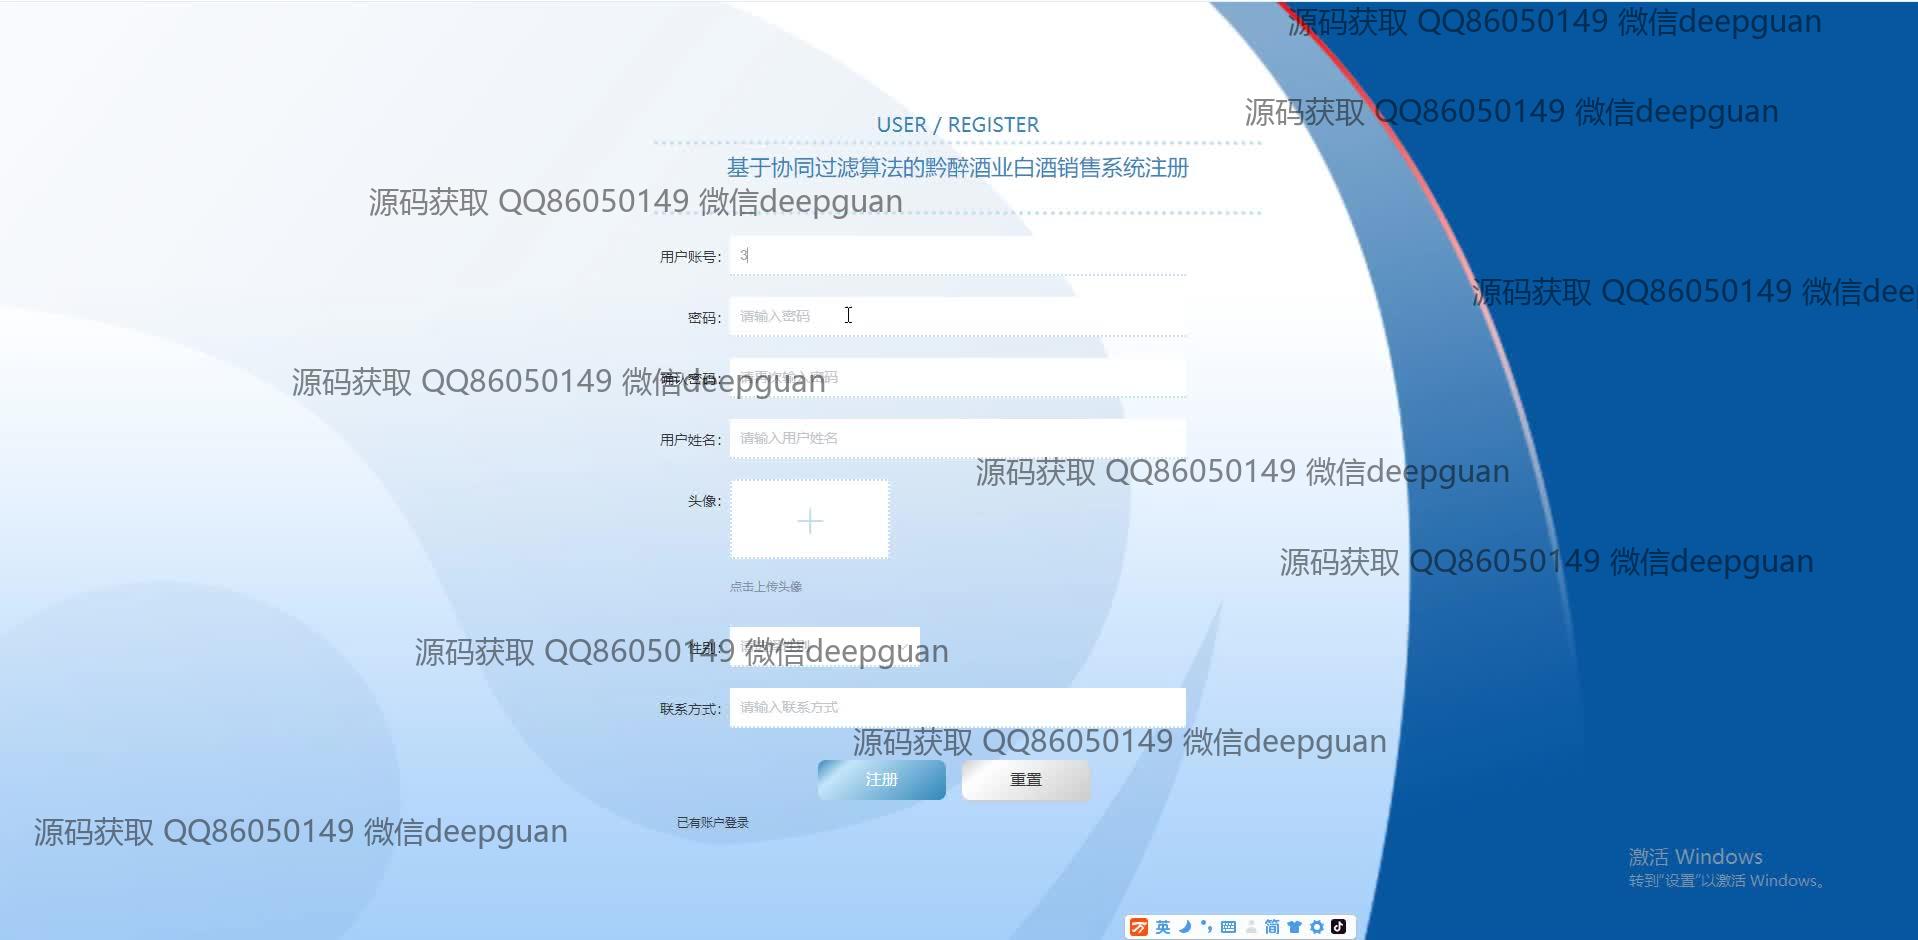 源码获取 QQ86050149 微信deepguan
源码获取 QQ86050149 微信deepguan
USER / REGISTER
基于协同过滤算法的黔醉酒业白酒销售系统注册
源码获取 QQ86050149 微信deepguan
用户账号: 3
源码获取 QQ86050149 微信dee
密码: 请输入密码
源码获取 QQ86050149 微信deepguan
确认密码: 请再次输入密码
用户姓名: 请输入用户姓名
源码获取 QQ86050149 微信deepguan
头像:
源码获取 QQ86050149 微信deepguan
点击上传头像
源码获取 QQ86050149 微信deepguan
性别:
联系方式: 请输入联系方式
源码获取 QQ86050149 微信deepguan
注册 重置
已有账户登录
源码获取 QQ86050149 微信deepguan
激活 Windows
转到"设置"以激活 Windows。
英 简